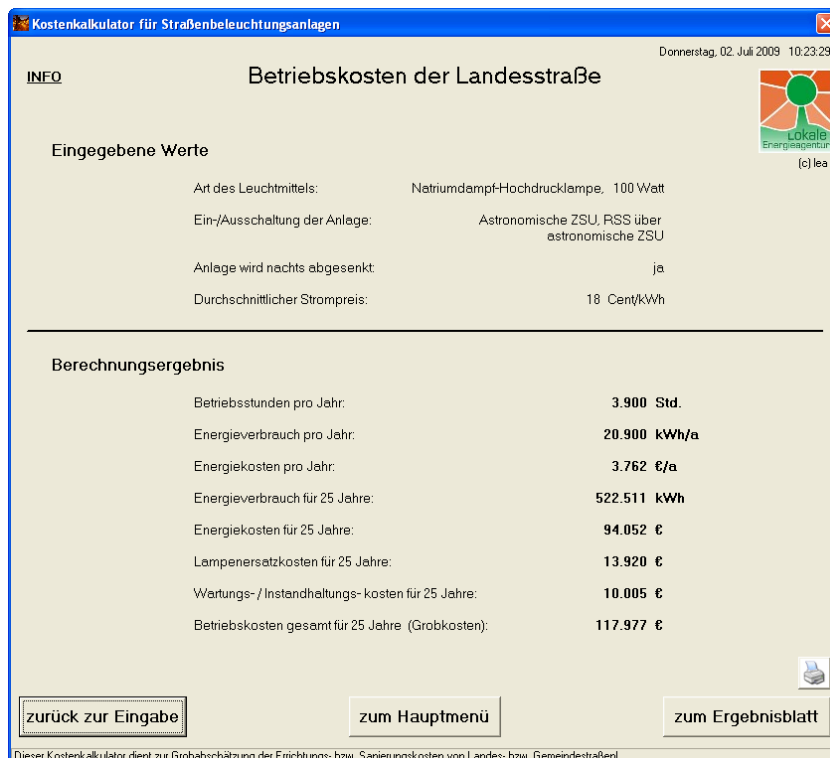 Kostenkalkulator für Straßenbeleuchtungsanlagen
Donnerstag, 02. Juli 2009 10:23:29
INFO
Betriebskosten der Landesstraße
Lokale
Energieagentur
(c) lea
Eingegebene Werte
Art des Leuchtmittels: Natriumdampf-Hochdrucklampe, 100 Watt
Ein-/Ausschaltung der Anlage: Astronomische ZSU, RSS über
astronomische ZSU
Anlage wird nachts abgesenkt: ja
Durchschnittlicher Strompreis: 18 Cent/kWh
Berechnungsergebnis
Betriebsstunden pro Jahr: 3.900 Std.
Energieverbrauch pro Jahr: 20.900 kWh/a
Energiekosten pro Jahr: 3.762 €/a
Energieverbrauch für 25 Jahre: 522.511 kWh
Energiekosten für 25 Jahre: 94.052 €
Lampenersatzkosten für 25 Jahre: 13.920 €
Wartungs- / Instandhaltungs- kosten für 25 Jahre: 10.005 €
Betriebskosten gesamt für 25 Jahre (Grobkosten): 117.977 €
zurück zur Eingabe
zum Hauptmenü
zum Ergebnisblatt
Dieser Kostenkalkulator dient zur Grobabschätzung der Errichtungs- bzw. Sanierungskosten von Landes- bzw. Gemeindestraßen!